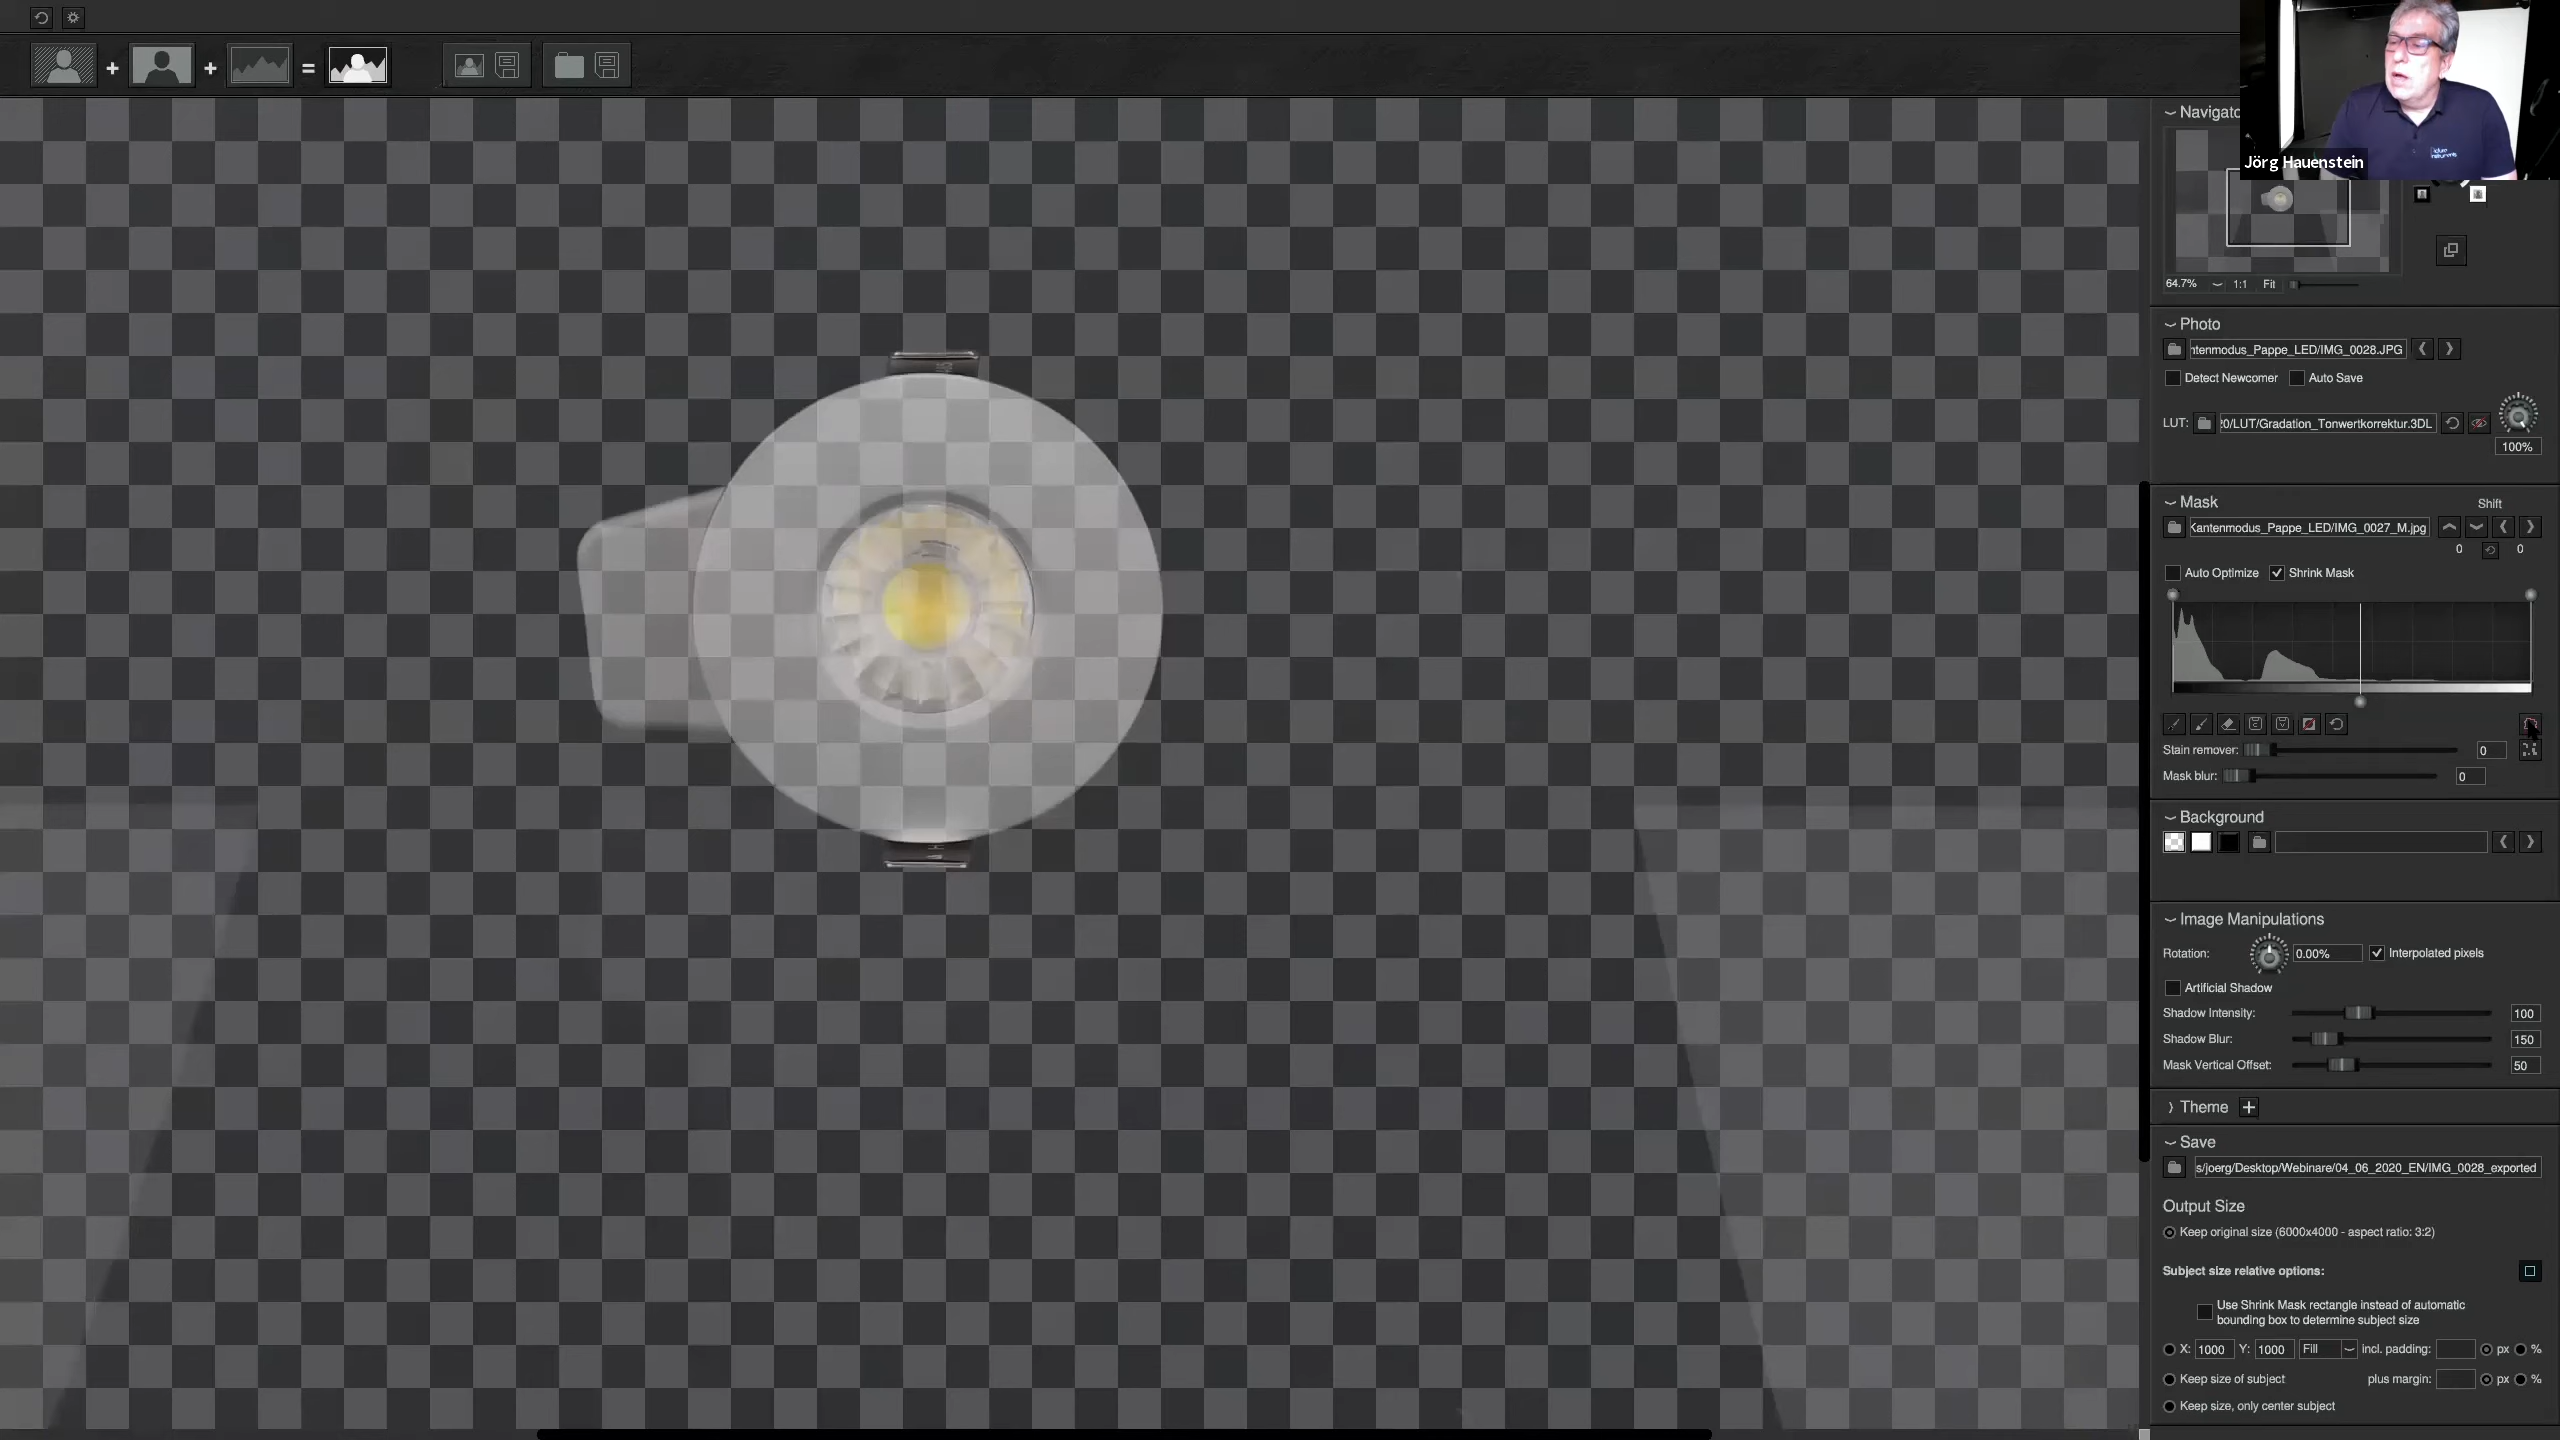 Jörg Hauenstein
Navigato
64.7% 1:1 Fit
Photo
ntenmodus_Pappe_LED/IMG_0028.JPG
Detect Newcomer Auto Save
LUT: 20/LUT/Gradation_Tonwertkorrektur.3DL
100%
Mask Shift
Kantenmodus_Pappe_LED/IMG_0027_M.jpg
0 0
Auto Optimize Shrink Mask
Stain remover: 0
Mask blur: 0
Background
Image Manipulations
Rotation: 0.00% Interpolated pixels
Artificial Shadow
Shadow Intensity: 100
Shadow Blur: 150
Mask Vertical Offset: 50
Theme
Save
s/joerg/Desktop/Webinare/04_06_2020_EN/IMG_0028_exported
Output Size
Keep original size (6000x4000 - aspect ratio: 3:2)
Subject size relative options:
Use Shrink Mask rectangle instead of automatic
bounding box to determine subject size
X: 1000 Y: 1000 Fill incl. padding: px %
Keep size of subject plus margin: px %
Keep size, only center subject